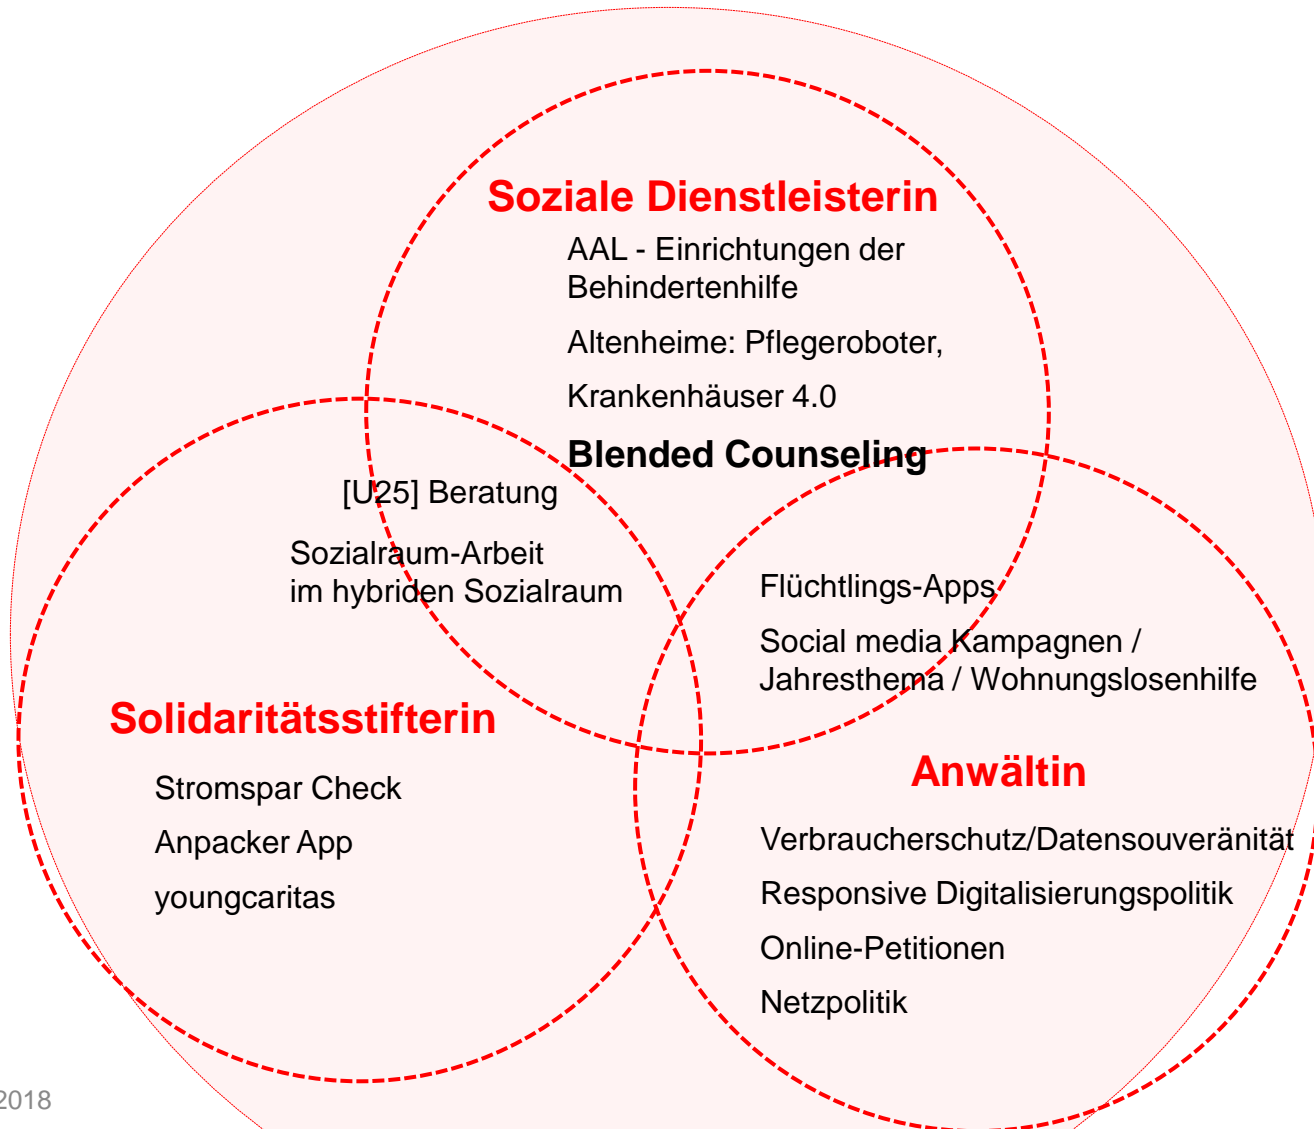 Soziale Dienstleisterin
AAL - Einrichtungen der
Behindertenhilfe
Altenheime: Pflegeroboter,
Krankenhäuser 4.0
Blended Counseling
[U25] Beratung
Sozialraum-Arbeit
im hybriden Sozialraum
Flüchtlings-Apps
Social media Kampagnen /
Jahresthema / Wohnungslosenhilfe
Solidaritätsstifterin
Stromspar Check
Anpacker App
youngcaritas
Anwältin
Verbraucherschutz/Datensouveränität
Responsive Digitalisierungspolitik
Online-Petitionen
Netzpolitik
2018